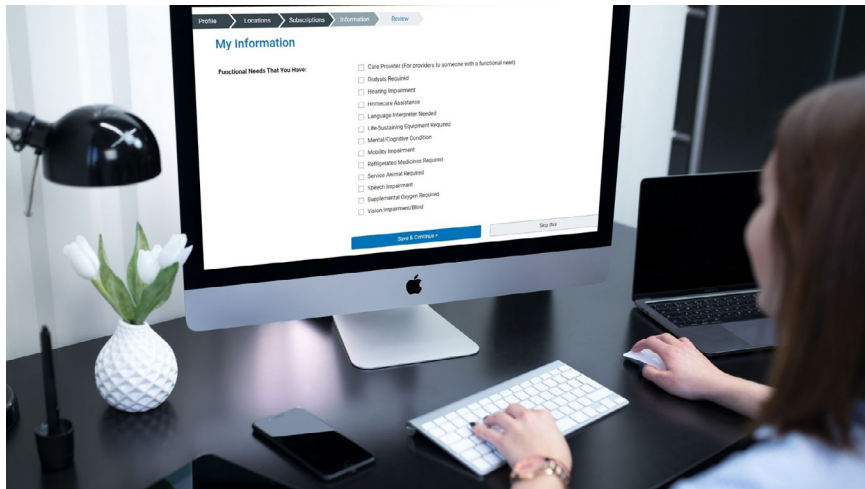 Profile Locations Subscriptions Information Review
My Information
Functional Needs That You Have:
Care Provider (For providers to someone with a functional need)
Dialysis Required
Hearing Impairment
Homecare Assistance
Language Interpreter Needed
Life-Sustaining Equipment Required
Mental/Cognitive Condition
Mobility Impairment
Refrigerated Medicines Required
Service Animal Required
Speech Impairment
Supplemental Oxygen Required
Vision Impairment/Blind
Save & Continue >
Skip this